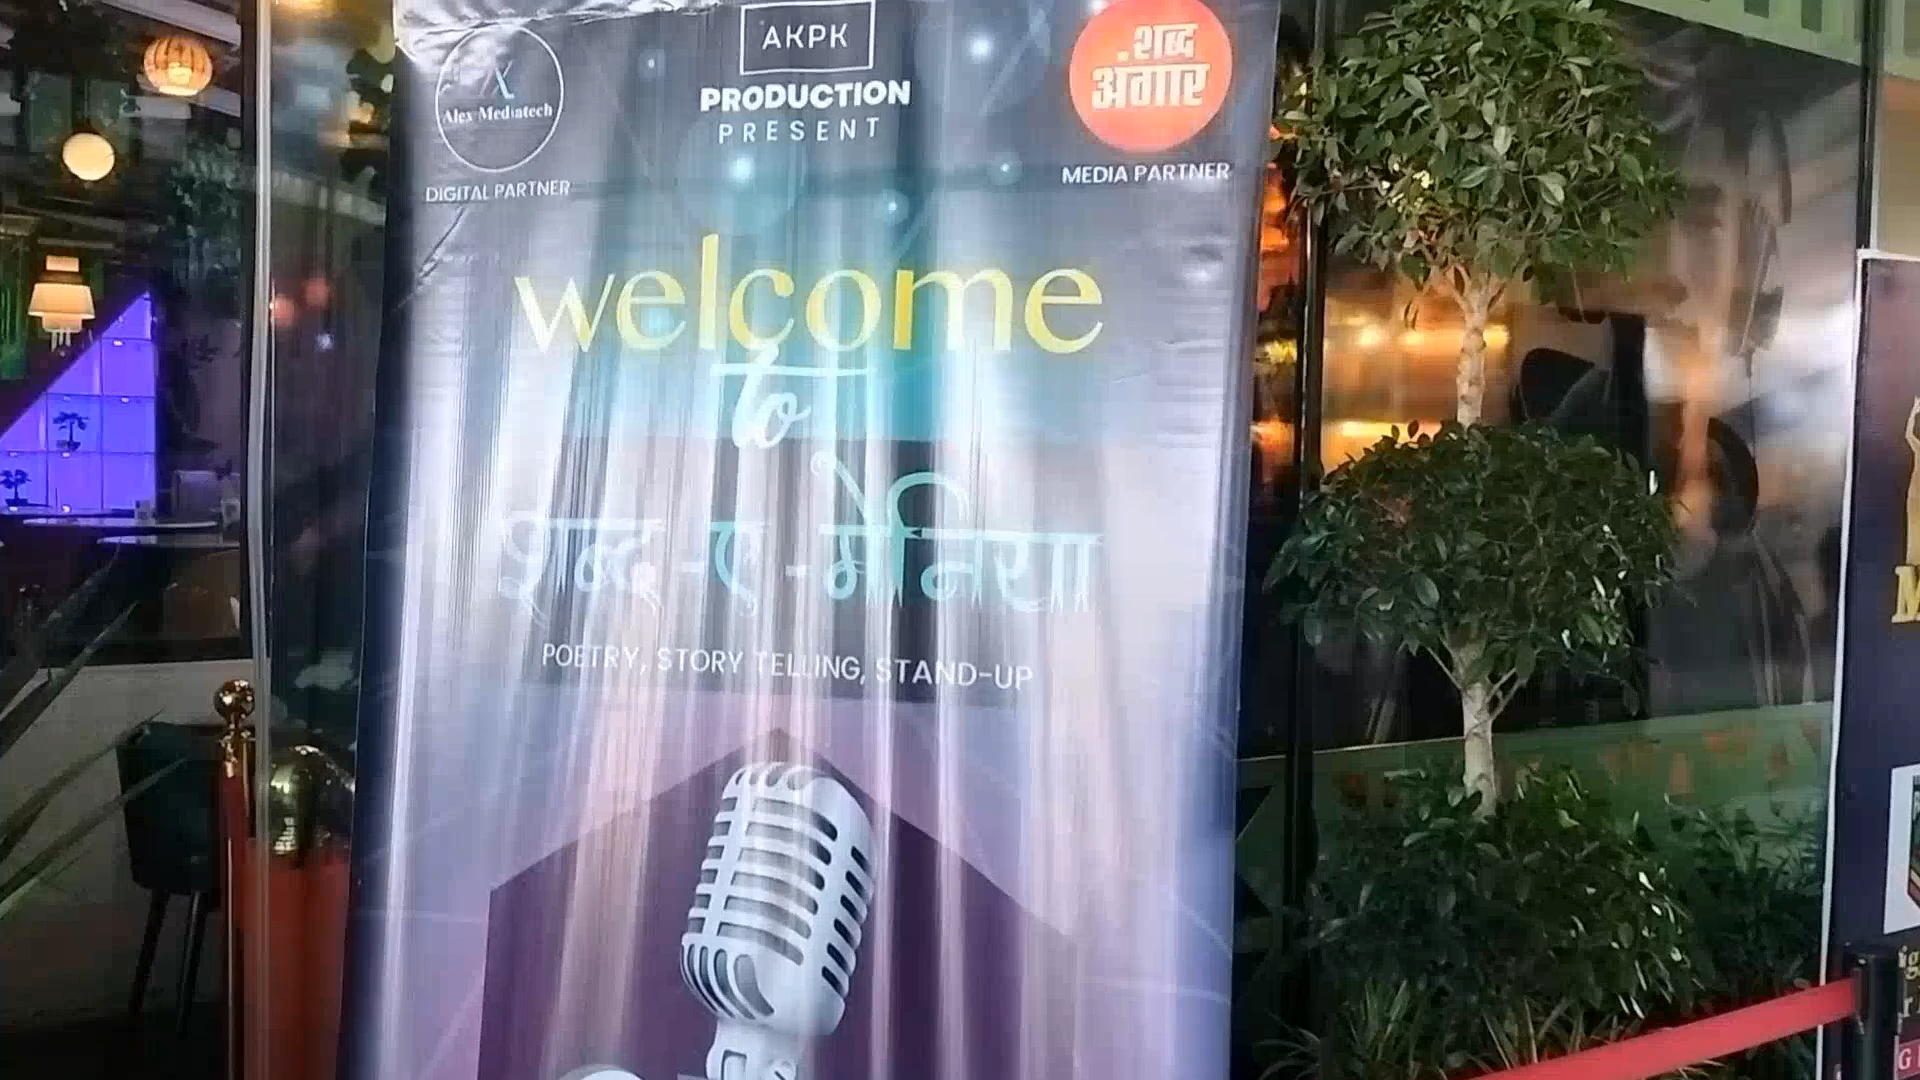 AKPK
PRODUCTION
PRESENT
Alex Mediatech
DIGITAL PARTNER
शब्द
अंगार
MEDIA PARTNER
welcome
to
शब्द-ए-मेनिया
POETRY, STORY TELLING, STAND-UP